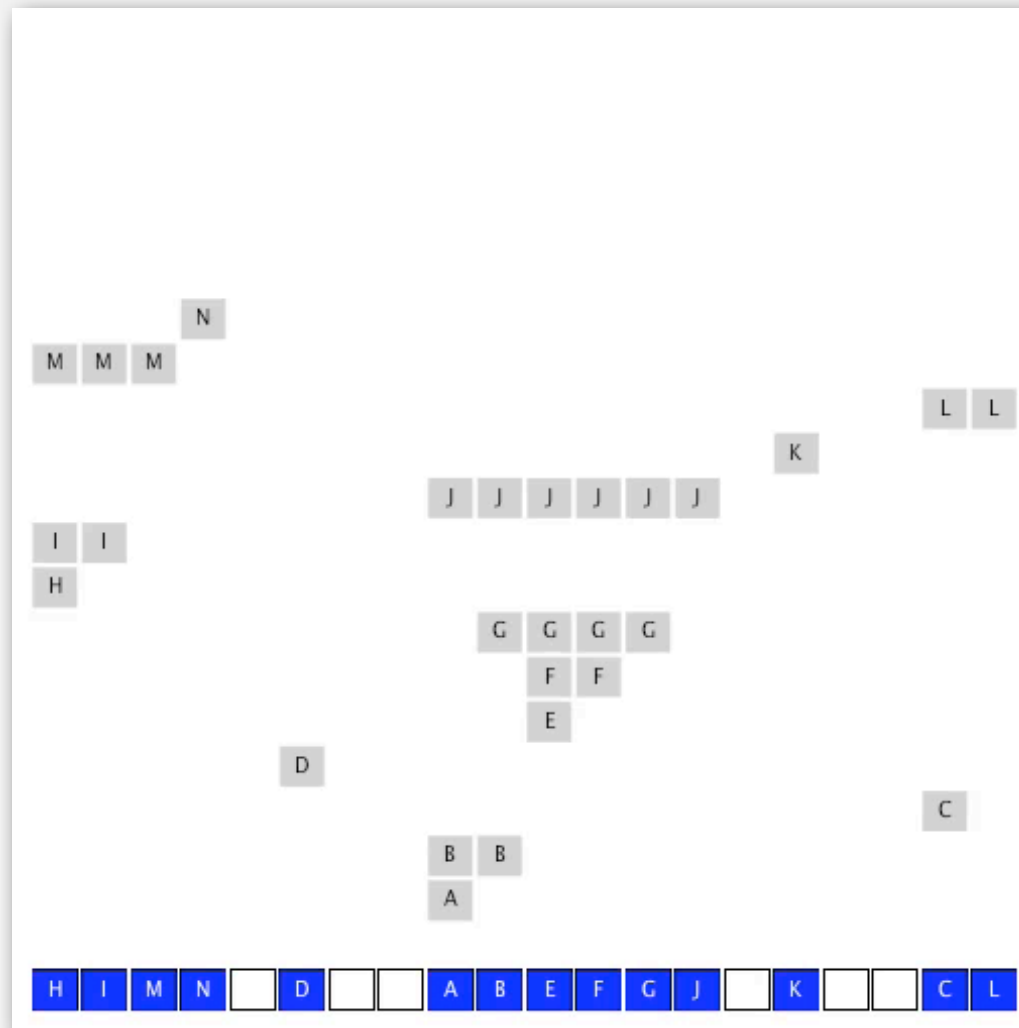 N
M M M
L L
K
J J J J J J
I I
H
G G G G
F F
E
D
C
B B
A
H I M N D A B E F G J K C L